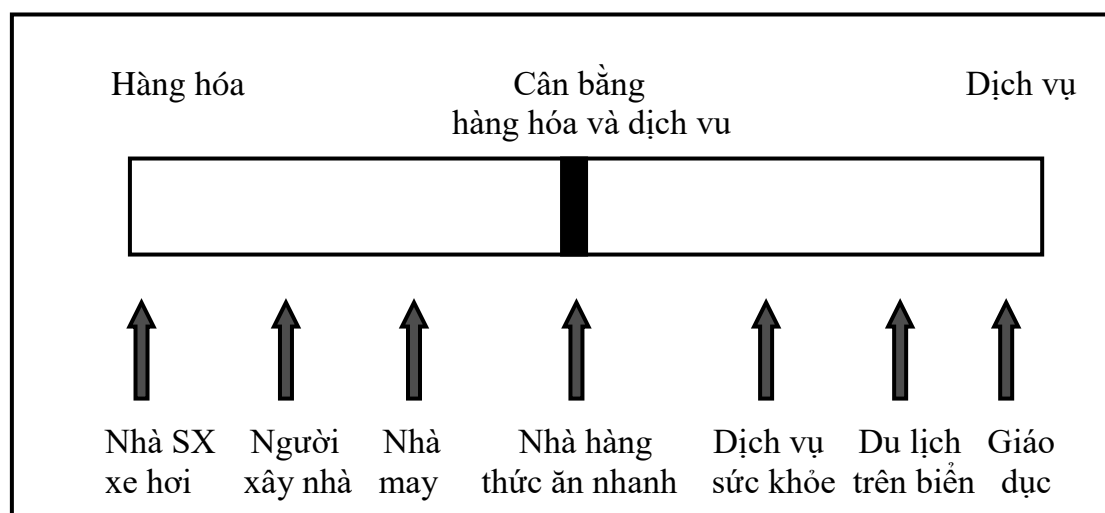 Hàng hóa
Cân bằng
hàng hóa và dịch vu
Dịch vụ
Nhà SX
xe hơi
Người
xây nhà
Nhà
may
Nhà hàng
thức ăn nhanh
Dịch vụ
sức khỏe
Du lịch
trên biển
Giáo
dục